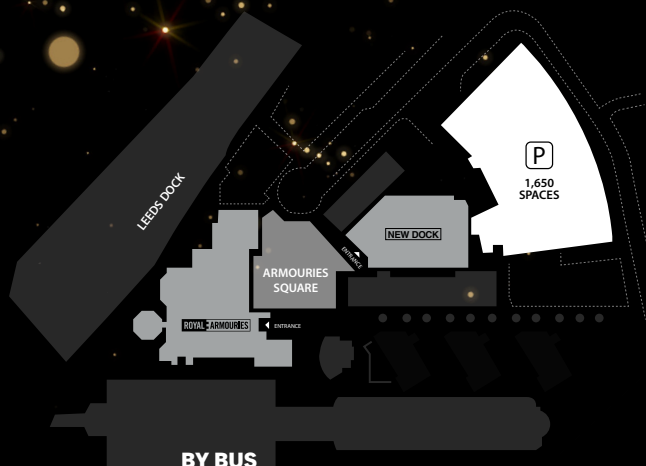 LEEDS DOCK
P
1,650
SPACES
NEW DOCK
ENTRANCE
ARMOURIES
SQUARE
ROYAL ARMOURIES
ENTRANCE
BY BUS